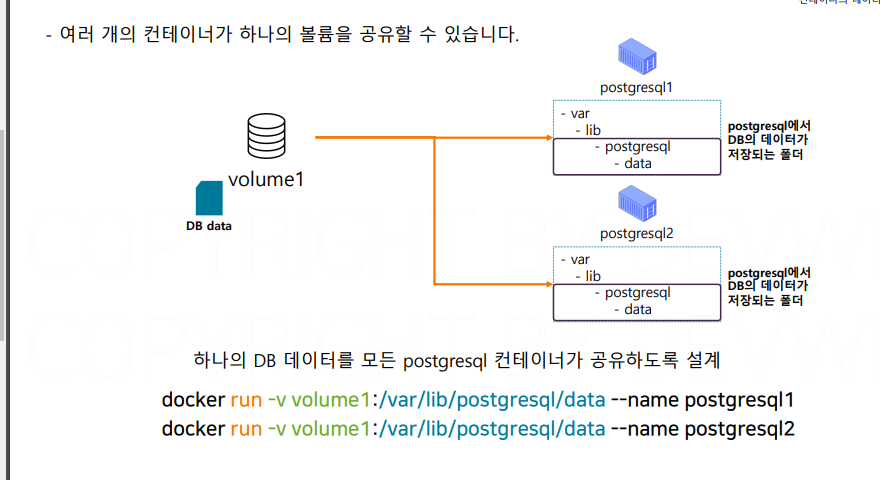 - 여러 개의 컨테이너가 하나의 볼륨을 공유할 수 있습니다.
postgresql1
- var
- lib
- postgresql
- data
postgresql에서
DB의 데이터가
저장되는 폴더
volume1
DB data
postgresql2
- var
- lib
- postgresql
- data
postgresql에서
DB의 데이터가
저장되는 폴더
하나의 DB 데이터를 모든 postgresql 컨테이너가 공유하도록 설계
docker run -v volume1:/var/lib/postgresql/data --name postgresql1
docker run -v volume1:/var/lib/postgresql/data --name postgresql2